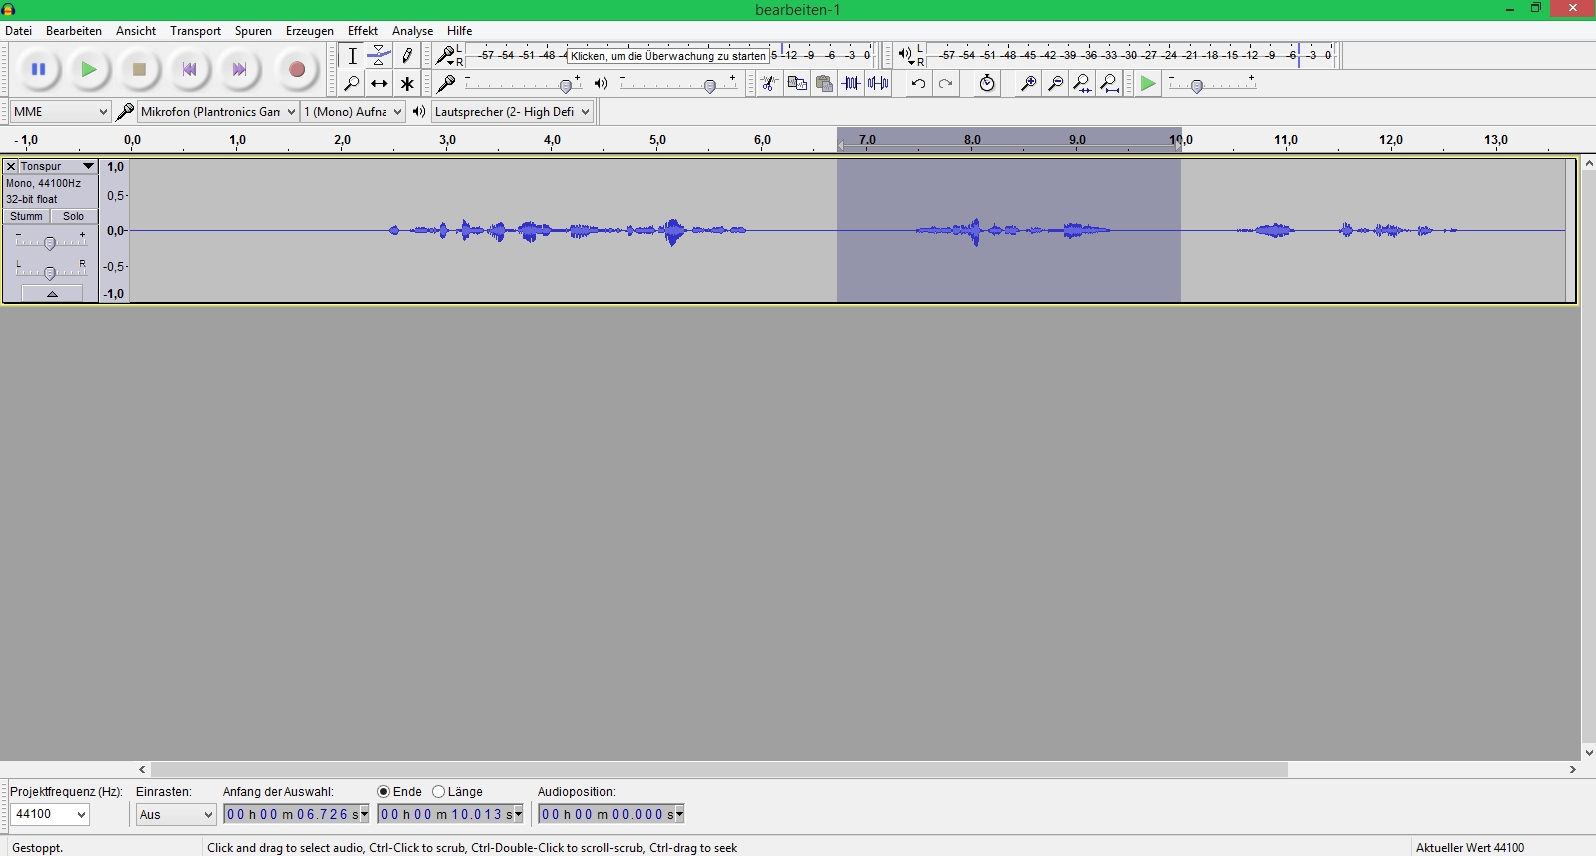 bearbeiten-1
Datei Bearbeiten Ansicht Transport Spuren Erzeugen Effekt Analyse Hilfe
L
R
-57 -54 -51 -48 Klicken, um die Überwachung zu starten -12 -9 -6 -3 0
L
R
-57 -54 -51 -48 -45 -42 -39 -36 -33 -30 -27 -24 -21 -18 -15 -12 -9 -6 -3 0
- + - + - +
MME Mikrofon (Plantronics Gam 1 (Mono) Aufna Lautsprecher (2- High Defi
-1,0 0,0 1,0 2,0 3,0 4,0 5,0 6,0 7,0 8,0 9,0 10,0 11,0 12,0 13,0
Tonspur
Mono, 44100Hz
32-bit float
Stumm Solo
- +
L R
1,0
0,5-
0,0-
-0,5-
-1,0
Projektfrequenz (Hz): Einrasten: Anfang der Auswahl: Ende Länge Audioposition:
44100 Aus 00 h 00 m 06.726 s 00 h 00 m 10.013 s 00 h 00 m 00.000 s
Gestoppt. Click and drag to select audio, Ctrl-Click to scrub, Ctrl-Double-Click to scroll-scrub, Ctrl-drag to seek Aktueller Wert 44100